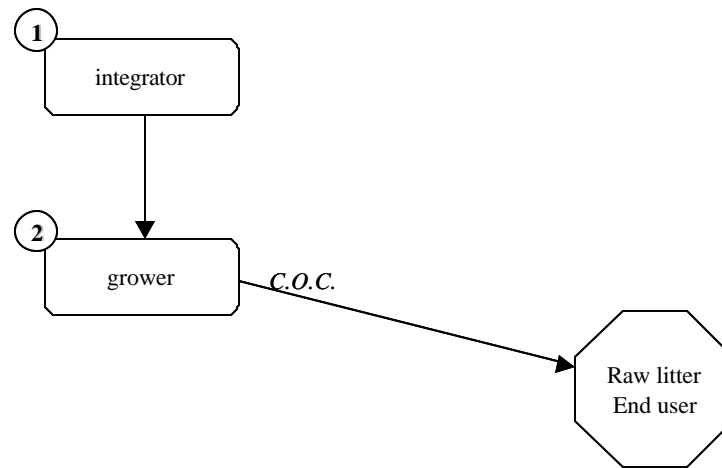 1
integrator
2
grower
C.O.C.
Raw litter
End user